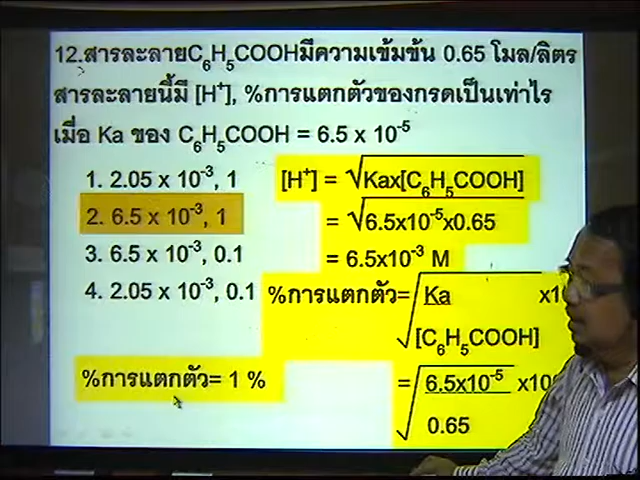 12.สารละลายC6H5COOHมีความเข้มข้น 0.65 โมล/ลิตร
สารละลายนี้มี [H+], %การแตกตัวของกรดเป็นเท่าไร
เมื่อ Ka ของ C6H5COOH = 6.5 x 10-5
1. 2.05 x 10-3, 1
2. 6.5 x 10-3, 1
3. 6.5 x 10-3, 0.1
4. 2.05 x 10-3, 0.1
[H+] = √Kax[C6H5COOH]
= √6.5x10-5x0.65
= 6.5x10-3 M
%การแตกตัว= √Ka x10
[C6H5COOH]
= √6.5x10-5 x10
0.65
%การแตกตัว= 1 %